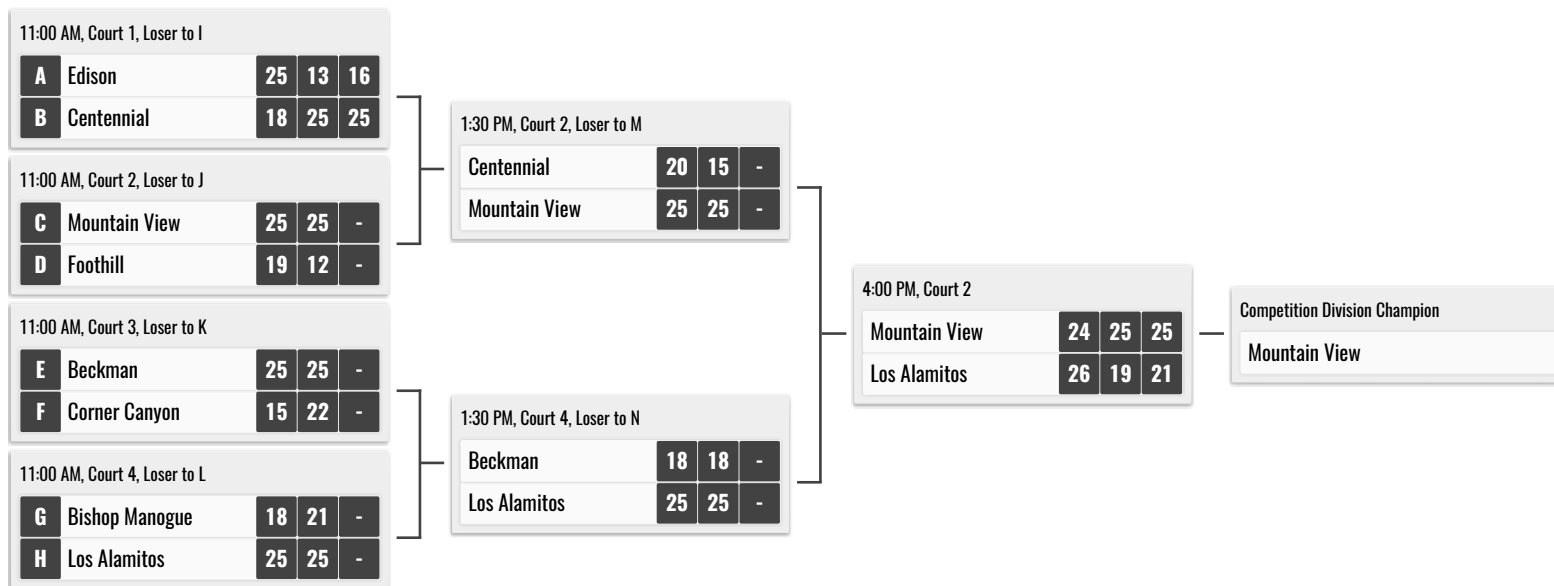 11:00 AM, Court 1, Loser to I
A Edison 25 13 16
B Centennial 18 25 25
11:00 AM, Court 2, Loser to J
C Mountain View 25 25 -
D Foothill 19 12 -
11:00 AM, Court 3, Loser to K
E Beckman 25 25 -
F Corner Canyon 15 22 -
11:00 AM, Court 4, Loser to L
G Bishop Manogue 18 21 -
H Los Alamitos 25 25 -
1:30 PM, Court 2, Loser to M
Centennial 20 15 -
Mountain View 25 25 -
1:30 PM, Court 4, Loser to N
Beckman 18 18 -
Los Alamitos 25 25 -
4:00 PM, Court 2
Mountain View 24 25 25
Los Alamitos 26 19 21
Competition Division Champion
Mountain View